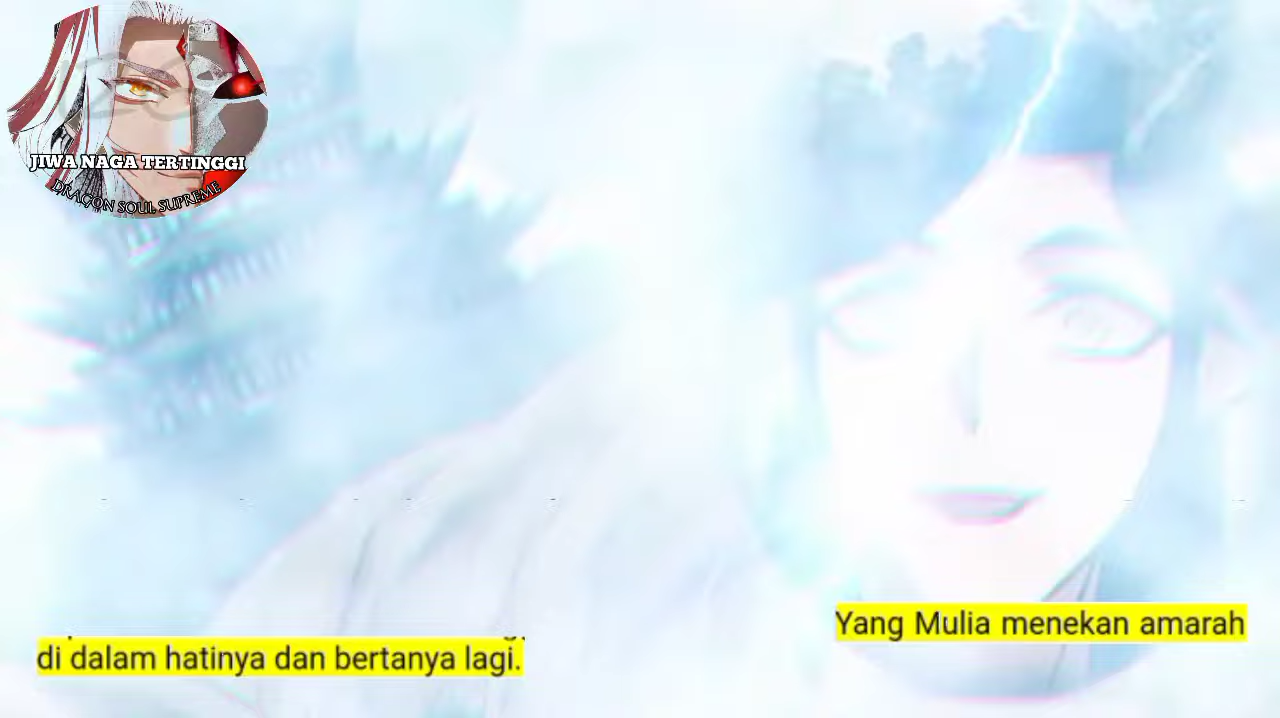 JIWA NAGA TERTINGGI
DRAGON SOUL SUPREME
Yang Mulia menekan amarah
di dalam hatinya dan bertanya lagi.